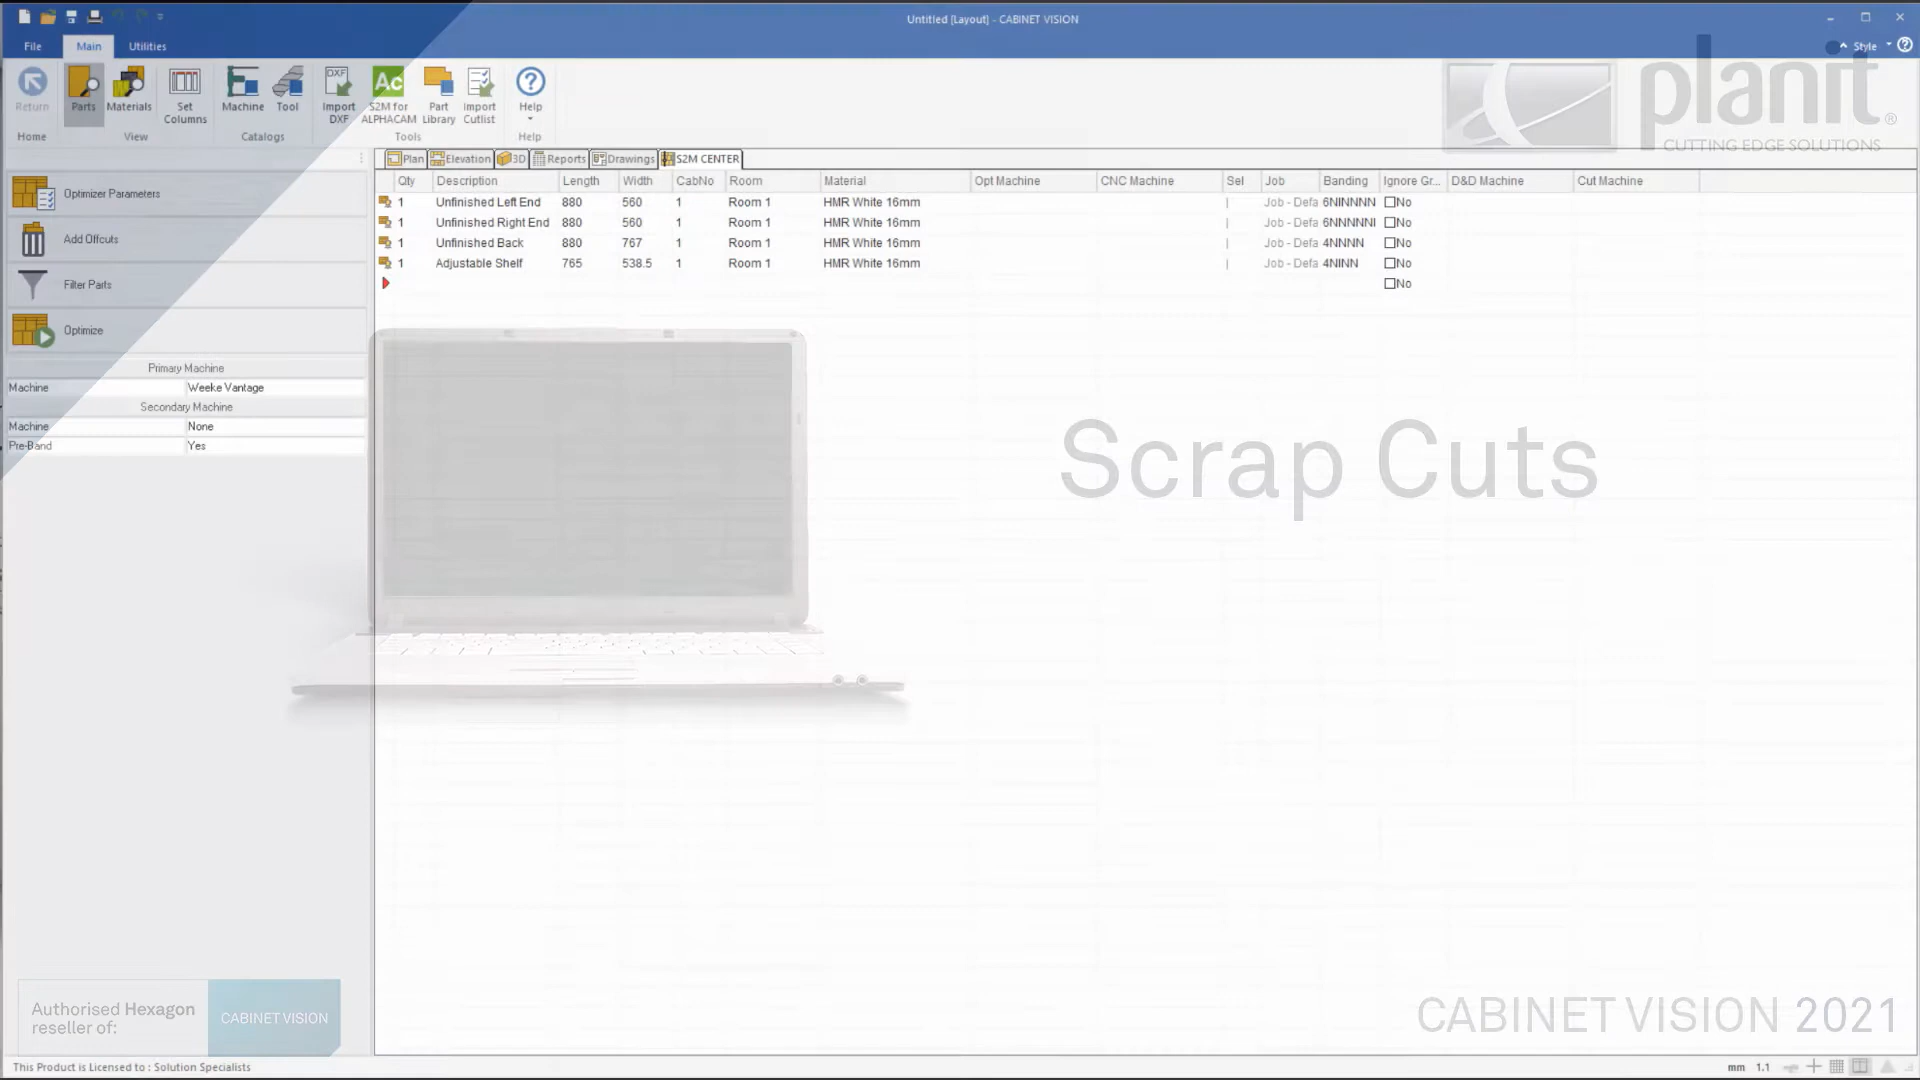 Untitled [Layout] - CABINET VISION
File Main Utilities Style
Return Parts Materials Set Columns Machine Tool Import DXF S2M for ALPHACAM Part Library Import Cutlist Help
Home View Catalogs Tools Help
planit®
CUTTING EDGE SOLUTIONS
Plan Elevation 3D Reports Drawings S2M CENTER
Qty Description Length Width CabNo Room Material Opt Machine CNC Machine Sel Job Banding Ignore Gr... D&D Machine Cut Machine
1 Unfinished Left End 880 560 1 Room 1 HMR White 16mm | Job - Defa 6NINNNN No
1 Unfinished Right End 880 560 1 Room 1 HMR White 16mm | Job - Defa 6NNNNNI No
1 Unfinished Back 880 767 1 Room 1 HMR White 16mm | Job - Defa 4NNNN No
1 Adjustable Shelf 765 538.5 1 Room 1 HMR White 16mm | Job - Defa 4NINN No
No
Optimizer Parameters
Add Offcuts
Filter Parts
Optimize
Primary Machine
Machine Weeke Vantage
Secondary Machine
Machine None
Pre-Band Yes
Scrap Cuts
Authorised Hexagon
reseller of:
CABINET VISION
CABINET VISION 2021
This Product is Licensed to : Solution Specialists
mm 1.1